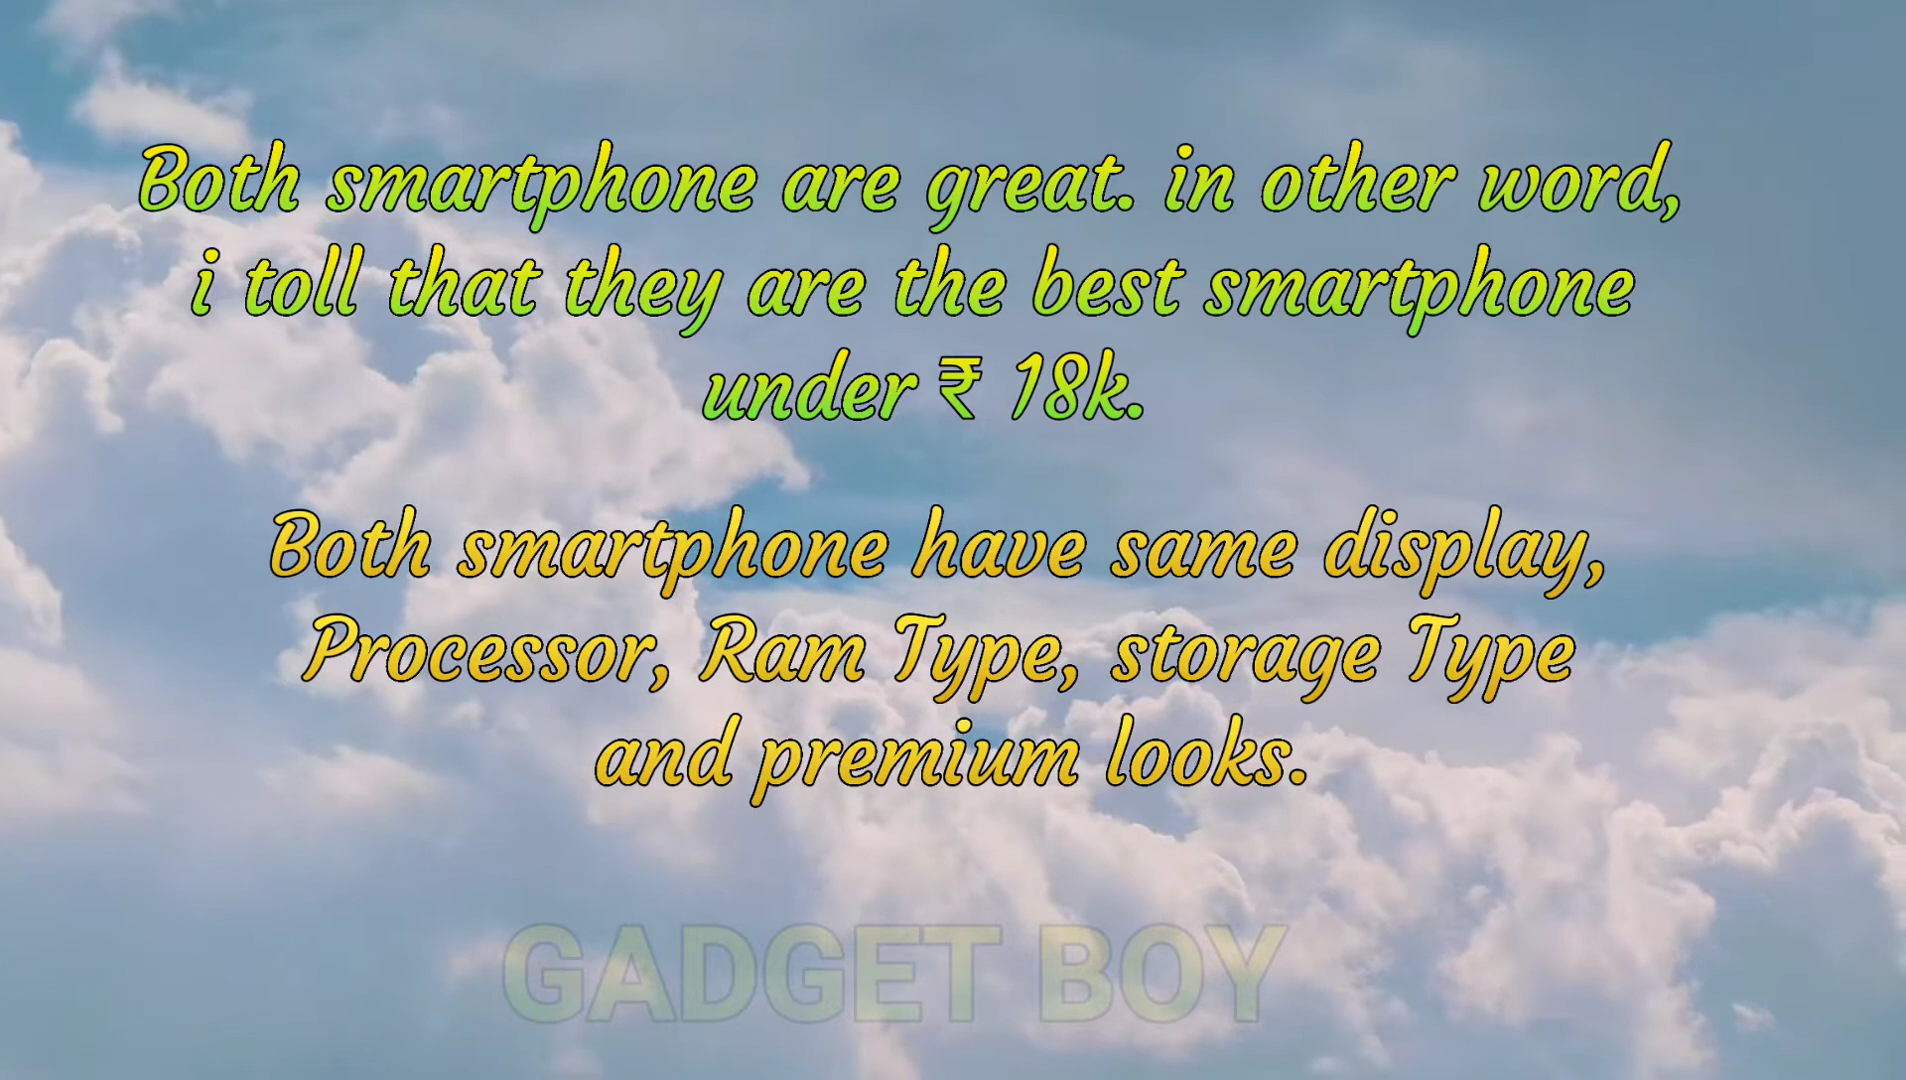 Both smartphone are great. in other word,
i toll that they are the best smartphone
under ₹ 18k.
Both smartphone have same display,
Processor, Ram Type, storage Type
and premium looks.
GADGET BOY